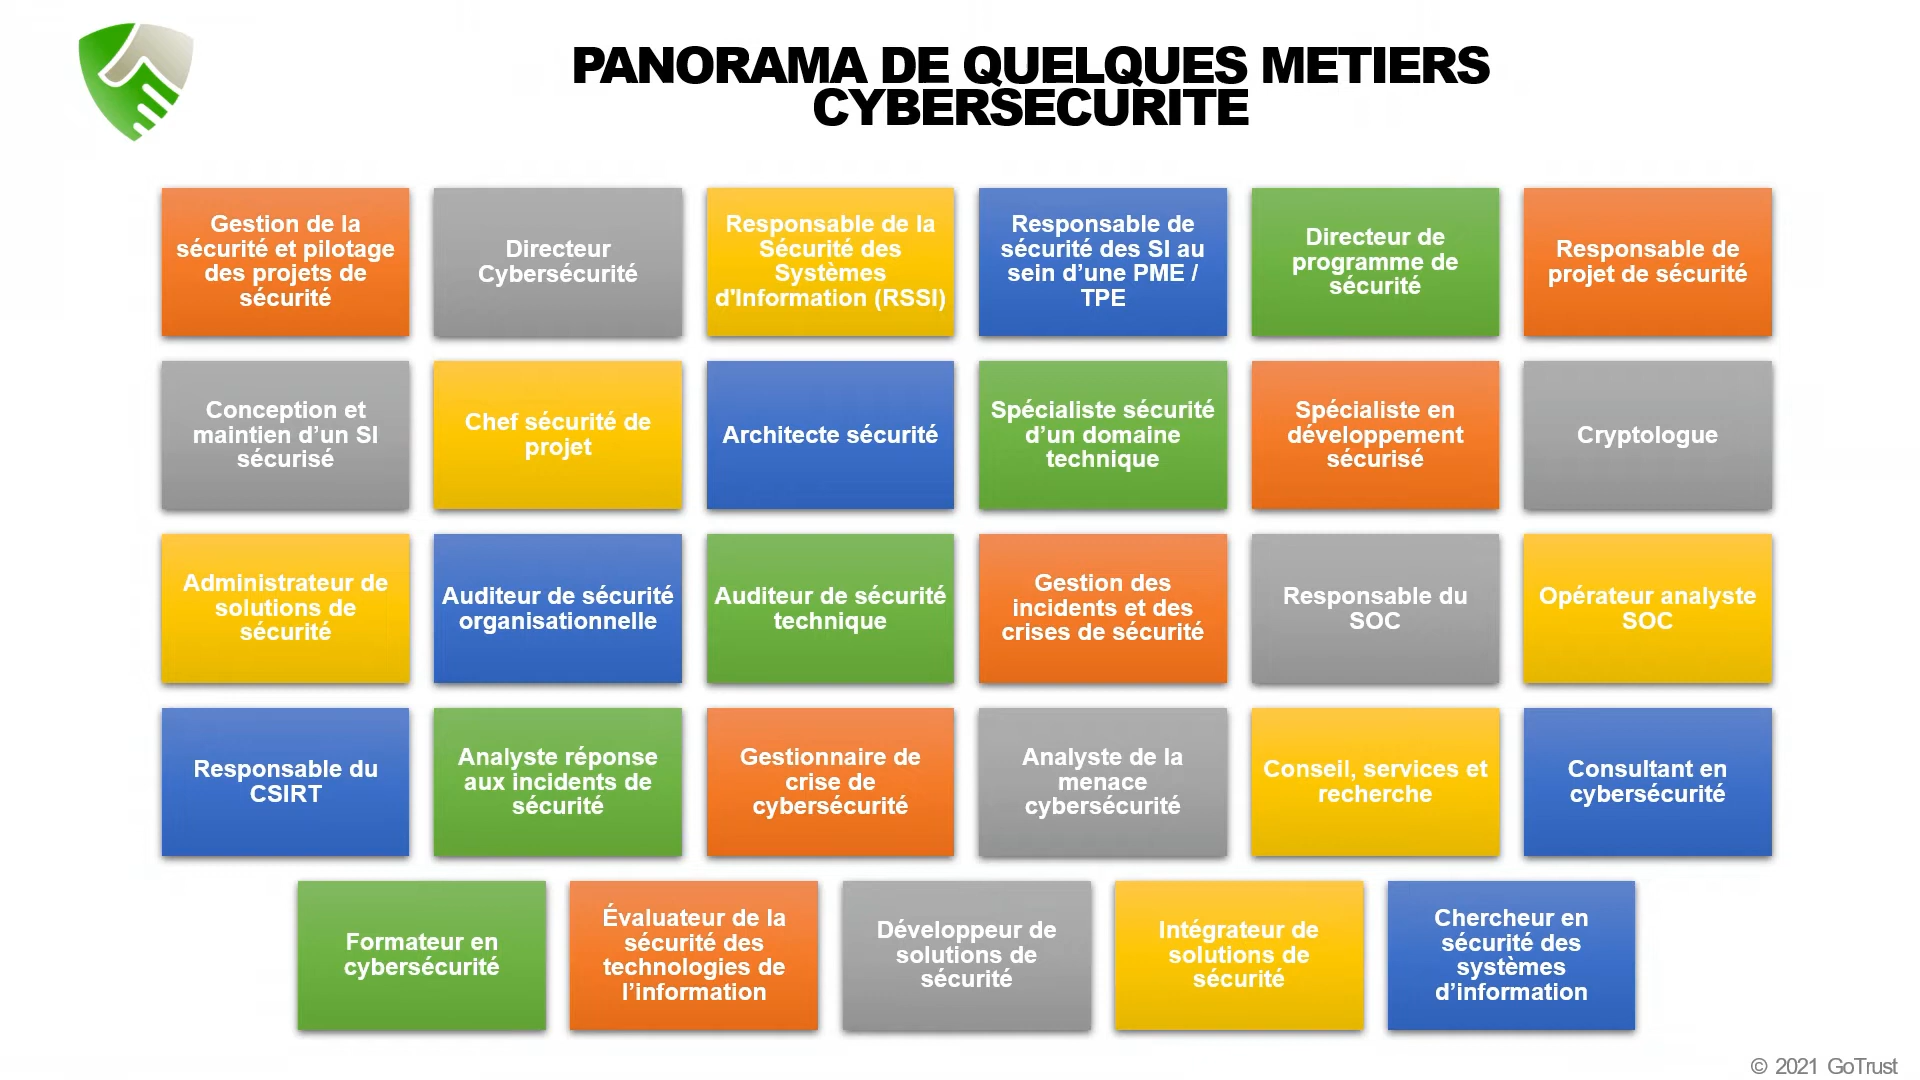 PANORAMA DE QUELQUES METIERS
CYBERSECURITE
Gestion de la
sécurité et pilotage
des projets de
sécurité
Directeur
Cybersécurité
Responsable de la
Sécurité des
Systèmes
d'Information (RSSI)
Responsable de
sécurité des SI au
sein d’une PME /
TPE
Directeur de
programme de
sécurité
Responsable de
projet de sécurité
Conception et
maintien d’un SI
sécurisé
Chef sécurité de
projet
Architecte sécurité
Spécialiste sécurité
d’un domaine
technique
Spécialiste en
développement
sécurisé
Cryptologue
Administrateur de
solutions de
sécurité
Auditeur de sécurité
organisationnelle
Auditeur de sécurité
technique
Gestion des
incidents et des
crises de sécurité
Responsable du
SOC
Opérateur analyste
SOC
Responsable du
CSIRT
Analyste réponse
aux incidents de
sécurité
Gestionnaire de
crise de
cybersécurité
Analyste de la
menace
cybersécurité
Conseil, services et
recherche
Consultant en
cybersécurité
Formateur en
cybersécurité
Évaluateur de la
sécurité des
technologies de
l’information
Développeur de
solutions de
sécurité
Intégrateur de
solutions de
sécurité
Chercheur en
sécurité des
systèmes
d’information
© 2021 GoTrust